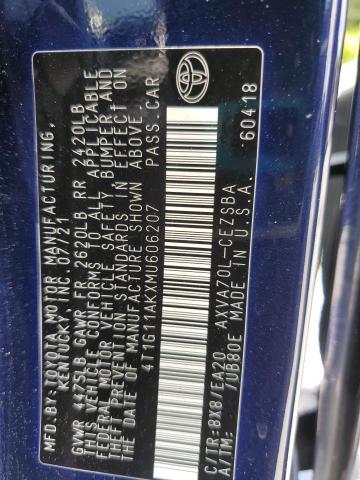 MFD. BY: TOYOTA MOTOR MANUFACTURING,
KENTUCKY, INC. 07/21
GVWR 4475LB GAWR FR 2620LB RR 2420LB
THIS VEHICLE CONFORMS TO ALL APPLICABLE
FEDERAL MOTOR VEHICLE SAFETY, BUMPER AND
THEFT PREVENTION STANDARDS IN EFFECT ON
THE DATE OF MANUFACTURE SHOWN ABOVE.
4T1G11AKXMU606207 PASS.CAR
C/TR:8X8/EA20 AXVA70L-CEZSBA
A/TM: /UB80E MADE IN U.S.A.
60418